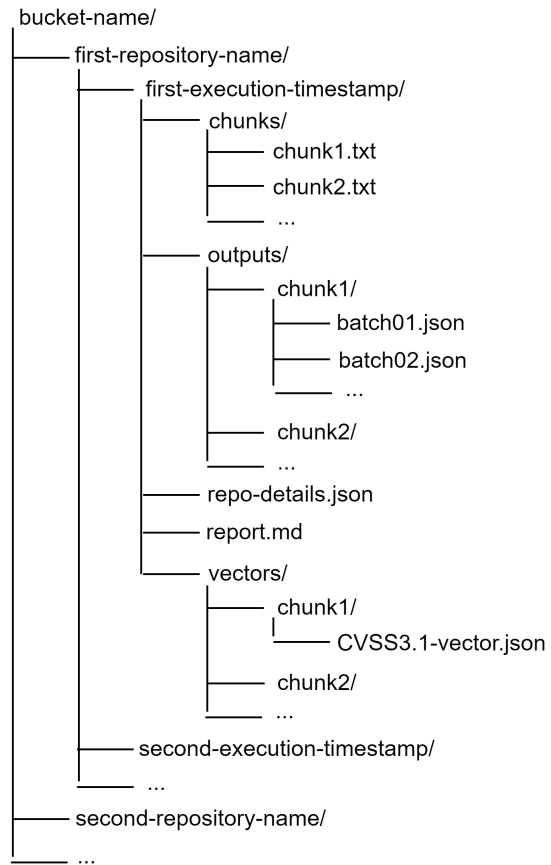 bucket-name/
first-repository-name/
first-execution-timestamp/
chunks/
chunk1.txt
chunk2.txt
...
outputs/
chunk1/
batch01.json
batch02.json
...
chunk2/
...
repo-details.json
report.md
vectors/
chunk1/
CVSS3.1-vector.json
chunk2/
...
second-execution-timestamp/
...
second-repository-name/
...